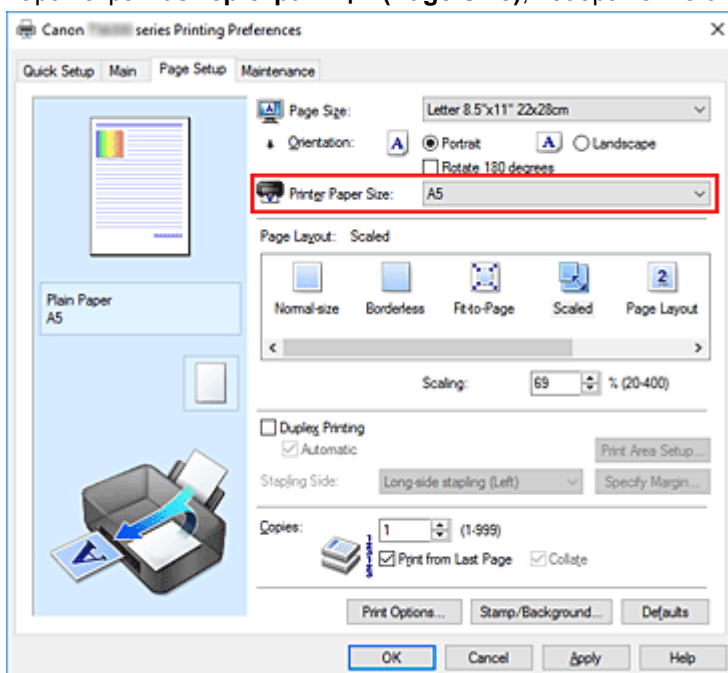 (Page Size),
Canon series Printing Preferences
Quick Setup Main Page Setup Maintenance
Page Size: Letter 8.5"x11" 22x28cm
Orientation: A Portrait A Landscape
Rotate 180 degrees
Printer Paper Size: A5
Page Layout: Scaled
Normal-size Borderless Fit-to-Page Scaled Page Layout
Plain Paper
A5
Scaling: 69 % (20-400)
Duplex Printing
Automatic
Print Area Setup...
Stapling Side: Long-side stapling (Left) Specify Margin...
Copies: 1 (1-999)
Print from Last Page Collate
Print Options... Stamp/Background... Defaults
OK Cancel Apply Help